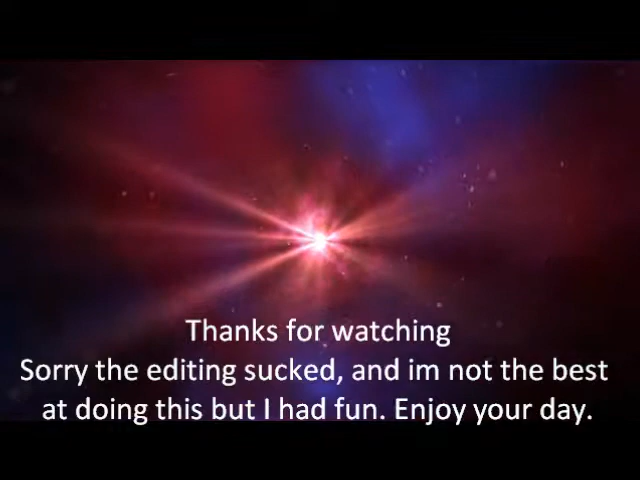 Thanks for watching
Sorry the editing sucked, and im not the best
at doing this but I had fun. Enjoy your day.